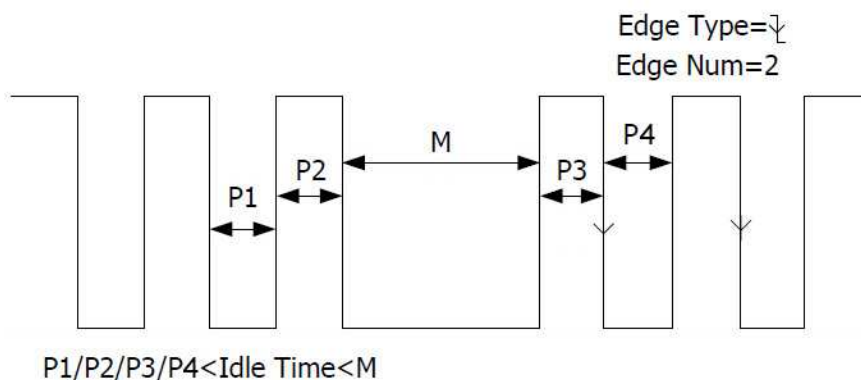 Edge Type=
Edge Num=2
M
P4
P2
P3
P1
P1/P2/P3/P4<Idle Time<M